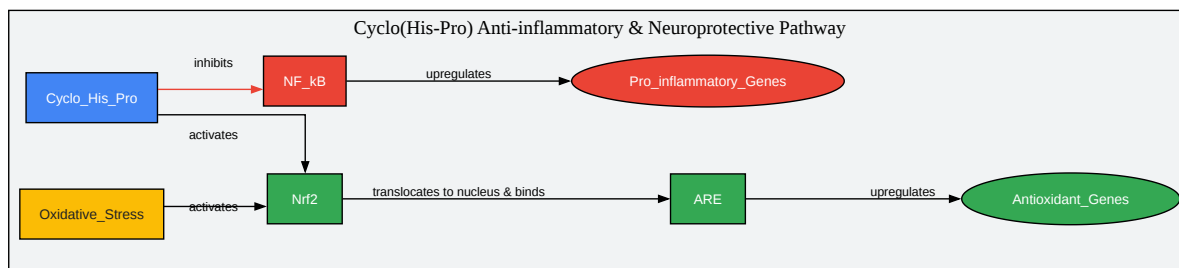 Cyclo(His-Pro) Anti-inflammatory & Neuroprotective Pathway
inhibits
Cyclo_His_Pro
NF_kB
upregulates
Pro_inflammatory_Genes
activates
Oxidative_Stress
activates
Nrf2
translocates to nucleus & binds
ARE
upregulates
Antioxidant_Genes